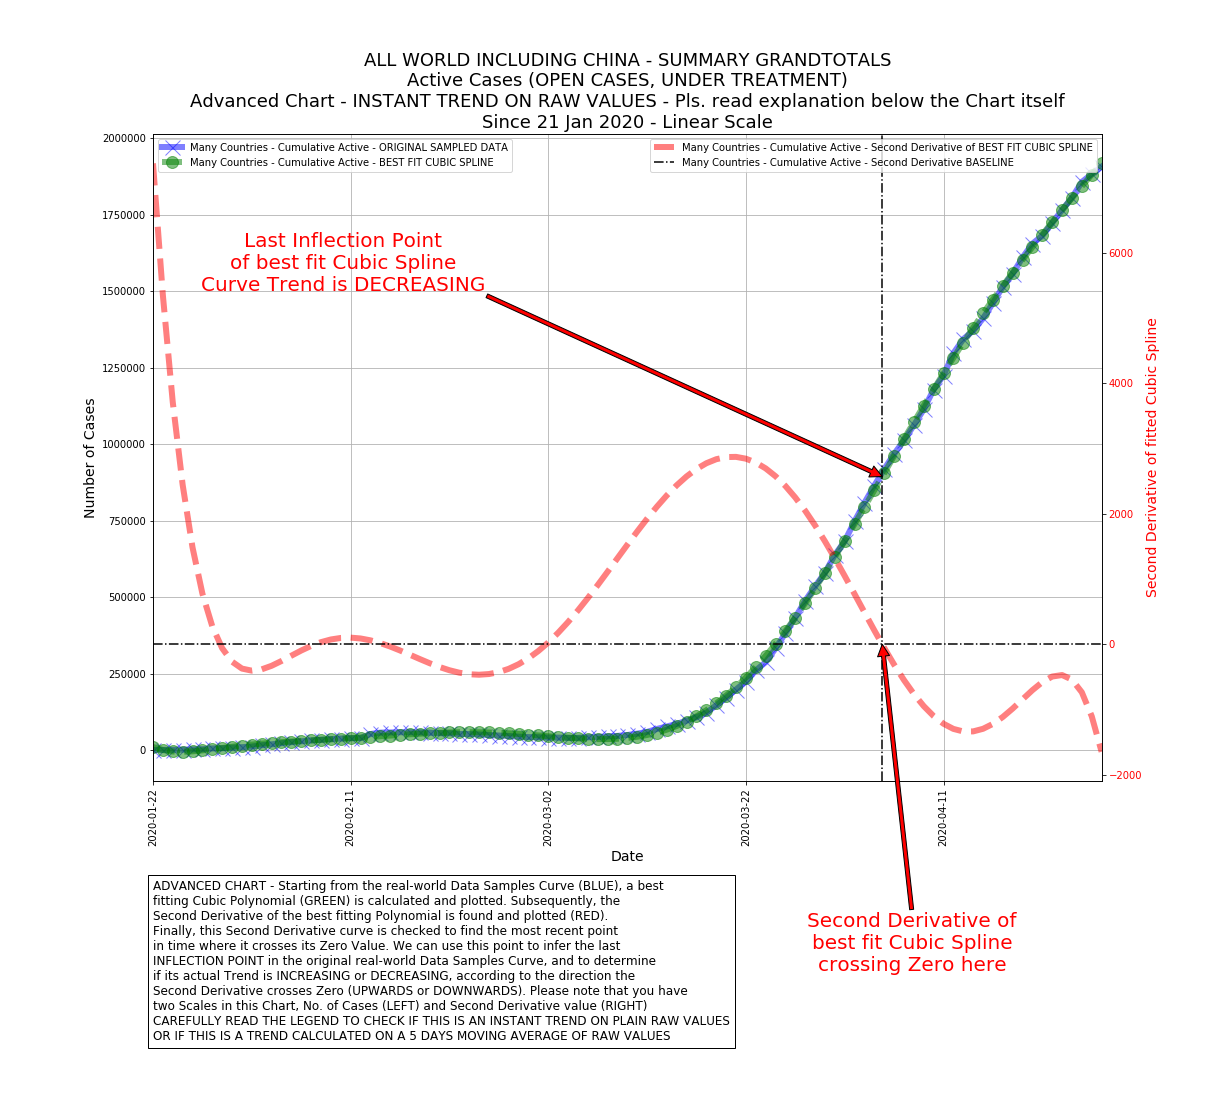 ALL WORLD INCLUDING CHINA - SUMMARY GRANDTOTALS
Active Cases (OPEN CASES, UNDER TREATMENT)
Advanced Chart - INSTANT TREND ON RAW VALUES - Pls. read explanation below the Chart itself
Since 21 Jan 2020 - Linear Scale
Many Countries - Cumulative Active - ORIGINAL SAMPLED DATA
Many Countries - Cumulative Active - BEST FIT CUBIC SPLINE
Many Countries - Cumulative Active - Second Derivative of BEST FIT CUBIC SPLINE
Many Countries - Cumulative Active - Second Derivative BASELINE
Last Inflection Point
of best fit Cubic Spline
Curve Trend is DECREASING
Number of Cases
2000000
1750000
1500000
1250000
1000000
750000
500000
250000
0
Second Derivative of fitted Cubic Spline
6000
4000
2000
0
−2000
2020-01-22
2020-02-11
2020-03-02
2020-03-22
2020-04-11
Date
Second Derivative of
best fit Cubic Spline
crossing Zero here
ADVANCED CHART - Starting from the real-world Data Samples Curve (BLUE), a best
fitting Cubic Polynomial (GREEN) is calculated and plotted. Subsequently, the
Second Derivative of the best fitting Polynomial is found and plotted (RED).
Finally, this Second Derivative curve is checked to find the most recent point
in time where it crosses its Zero Value. We can use this point to infer the last
INFLECTION POINT in the original real-world Data Samples Curve, and to determine
if its actual Trend is INCREASING or DECREASING, according to the direction the
Second Derivative crosses Zero (UPWARDS or DOWNWARDS). Please note that you have
two Scales in this Chart, No. of Cases (LEFT) and Second Derivative value (RIGHT)
CAREFULLY READ THE LEGEND TO CHECK IF THIS IS AN INSTANT TREND ON PLAIN RAW VALUES
OR IF THIS IS A TREND CALCULATED ON A 5 DAYS MOVING AVERAGE OF RAW VALUES